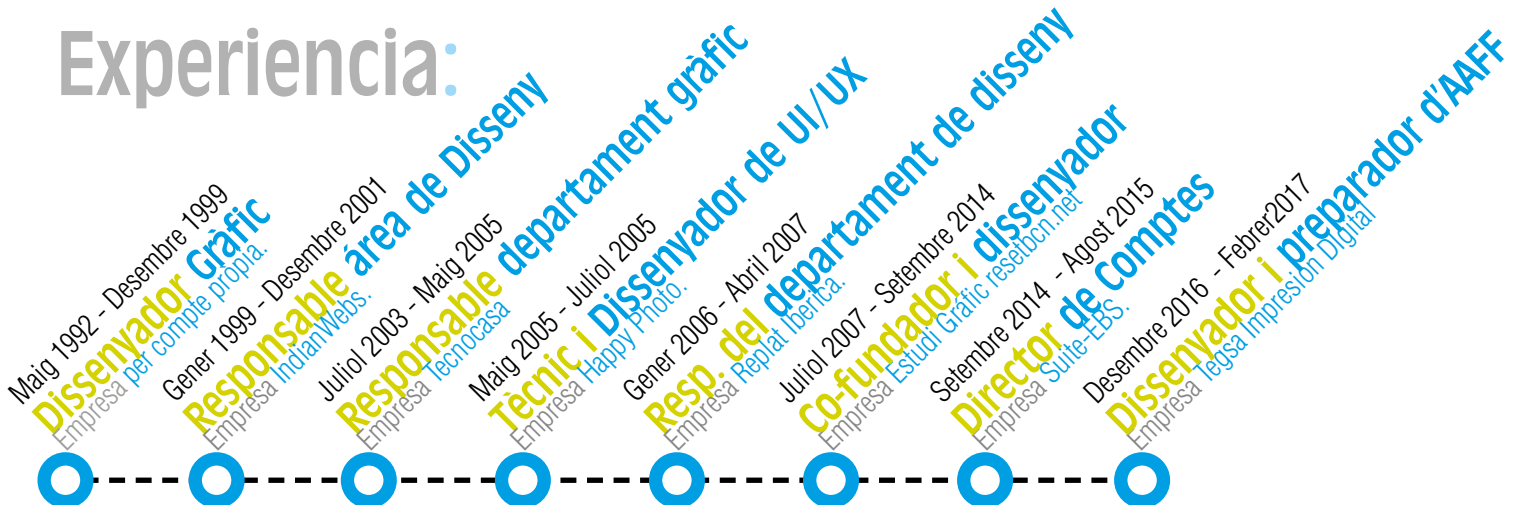 Experiencia:
Maig 1992 - Desembre 1999
Dissenyador Gràfic
Empresa per compte pròpia.
Gener 1999 - Desembre 2001
Responsable área de Disseny
Empresa IndianWebs.
Juliol 2003 - Maig 2005
Responsable departament gràfic
Empresa Tecnocasa
Maig 2005 - Juliol 2005
Tècnic i Dissenyador de UI/UX
Empresa Happy Photo.
Gener 2006 - Abril 2007
Resp. del departament de disseny
Empresa Replat Iberica.
Juliol 2007 - Setembre 2014
Co-fundador i dissenyador
Empresa Estudi Gràfic resetbcn.net
Setembre 2014 - Agost 2015
Director de Comptes
Empresa Suite-EBS.
Desembre 2016 - Febrer2017
Dissenyador i preparador d'AAFF
Empresa Tegsa Impresión DIgital